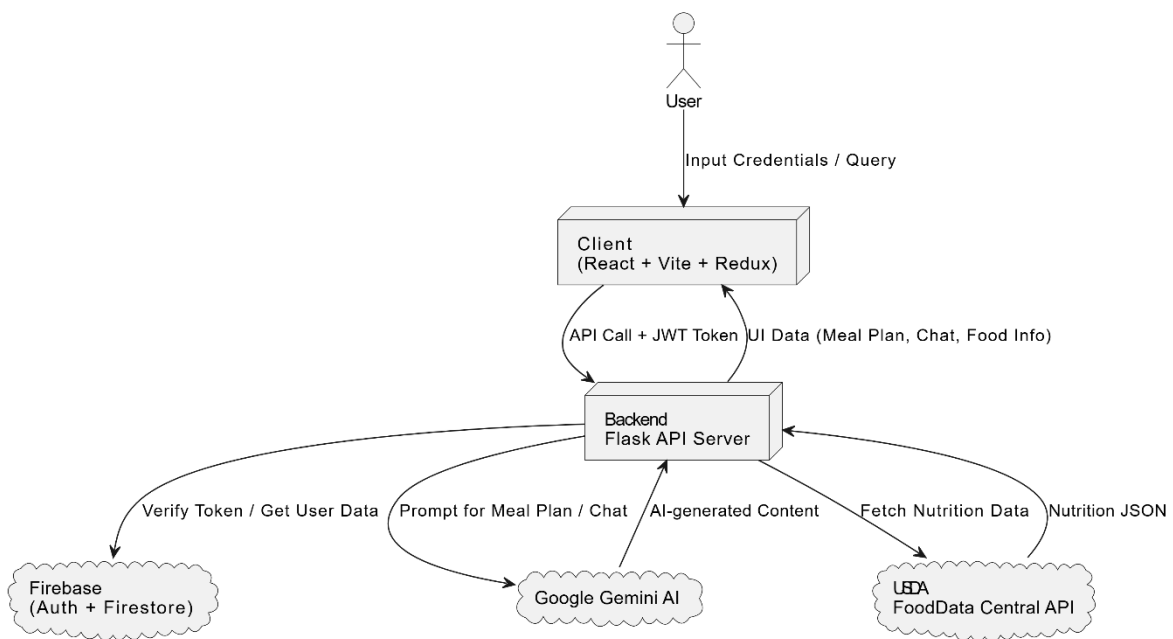 User
Input Credentials / Query
Client
(React + Vite + Redux)
API Call + JWT Token
UI Data (Meal Plan, Chat, Food Info)
Backend
Flask API Server
Verify Token / Get User Data
Prompt for Meal Plan / Chat
AI-generated Content
Fetch Nutrition Data
Nutrition JSON
Firebase
(Auth + Firestore)
Google Gemini AI
USDA
FoodData Central API